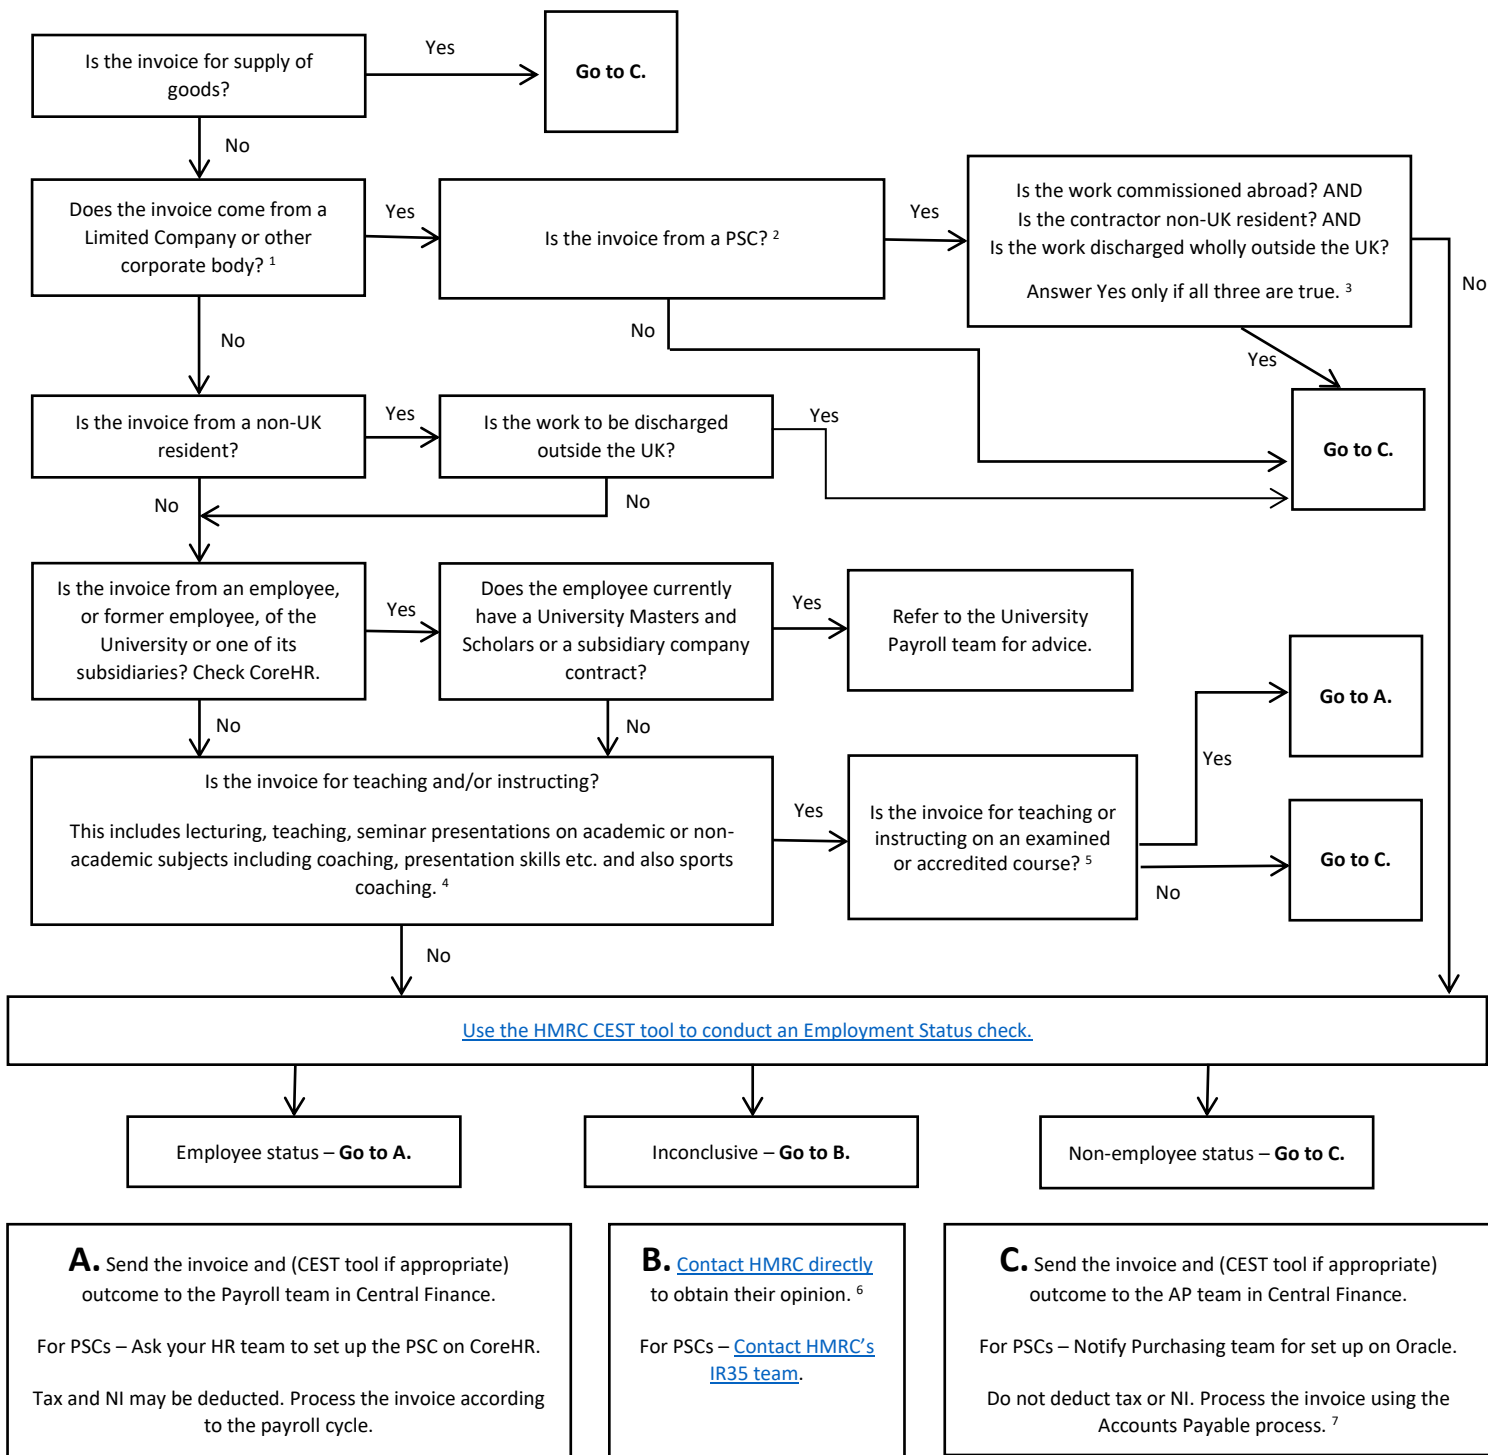 Is the invoice for supply of
goods?
Yes
Go to C.
No
Does the invoice come from a
Limited Company or other
corporate body? 1
Yes
Is the invoice from a PSC? 2
Yes
Is the work commissioned abroad? AND
Is the contractor non-UK resident? AND
Is the work discharged wholly outside the UK?
Answer Yes only if all three are true. 3
No
No
No
Yes
Is the invoice from a non-UK
resident?
Yes
Is the work to be discharged
outside the UK?
Yes
Go to C.
No
No
Is the invoice from an employee,
or former employee, of the
University or one of its
subsidiaries? Check CoreHR.
Yes
Does the employee currently
have a University Masters and
Scholars or a subsidiary company
contract?
Yes
Refer to the University
Payroll team for advice.
No
No
Go to A.
Is the invoice for teaching and/or instructing?
This includes lecturing, teaching, seminar presentations on academic or non-
academic subjects including coaching, presentation skills etc. and also sports
coaching. 4
Yes
Is the invoice for teaching or
instructing on an examined
or accredited course? 5
Yes
No
Go to C.
No
Use the HMRC CEST tool to conduct an Employment Status check.
Employee status – Go to A.
Inconclusive – Go to B.
Non-employee status – Go to C.
A. Send the invoice and (CEST tool if appropriate)
outcome to the Payroll team in Central Finance.
For PSCs – Ask your HR team to set up the PSC on CoreHR.
Tax and NI may be deducted. Process the invoice according
to the payroll cycle.
B. Contact HMRC directly
to obtain their opinion. 6
For PSCs – Contact HMRC’s
IR35 team.
C. Send the invoice and (CEST tool if appropriate)
outcome to the AP team in Central Finance.
For PSCs – Notify Purchasing team for set up on Oracle.
Do not deduct tax or NI. Process the invoice using the
Accounts Payable process. 7